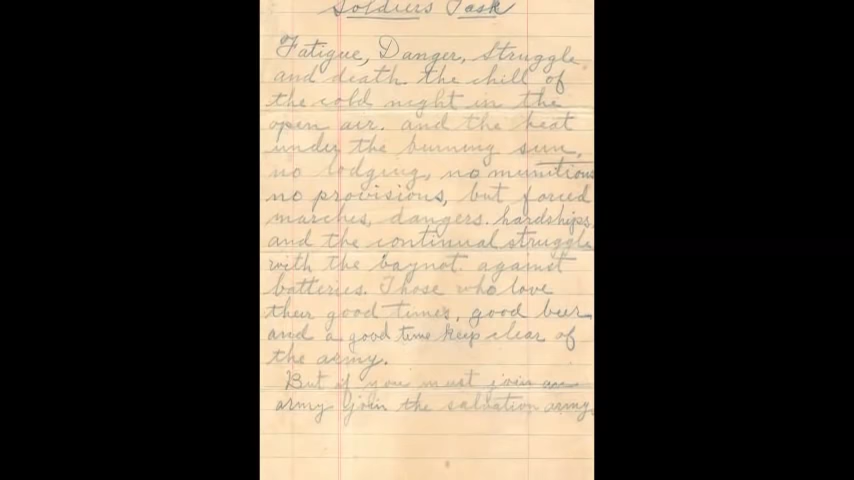 Soldiers Task
Fatigue, Danger, Struggle
and death. the chill of
the cold night in the
open air. and the heat
under the burning sun,
no lodging, no munitions
no provisions, but forced
marches, dangers. hardships.
and the continual struggle
with the baynot. against
batteries. Those who love
their good times, good beer
and a good time keep clear of
the army.
But if you must join an
army join the salvation army.